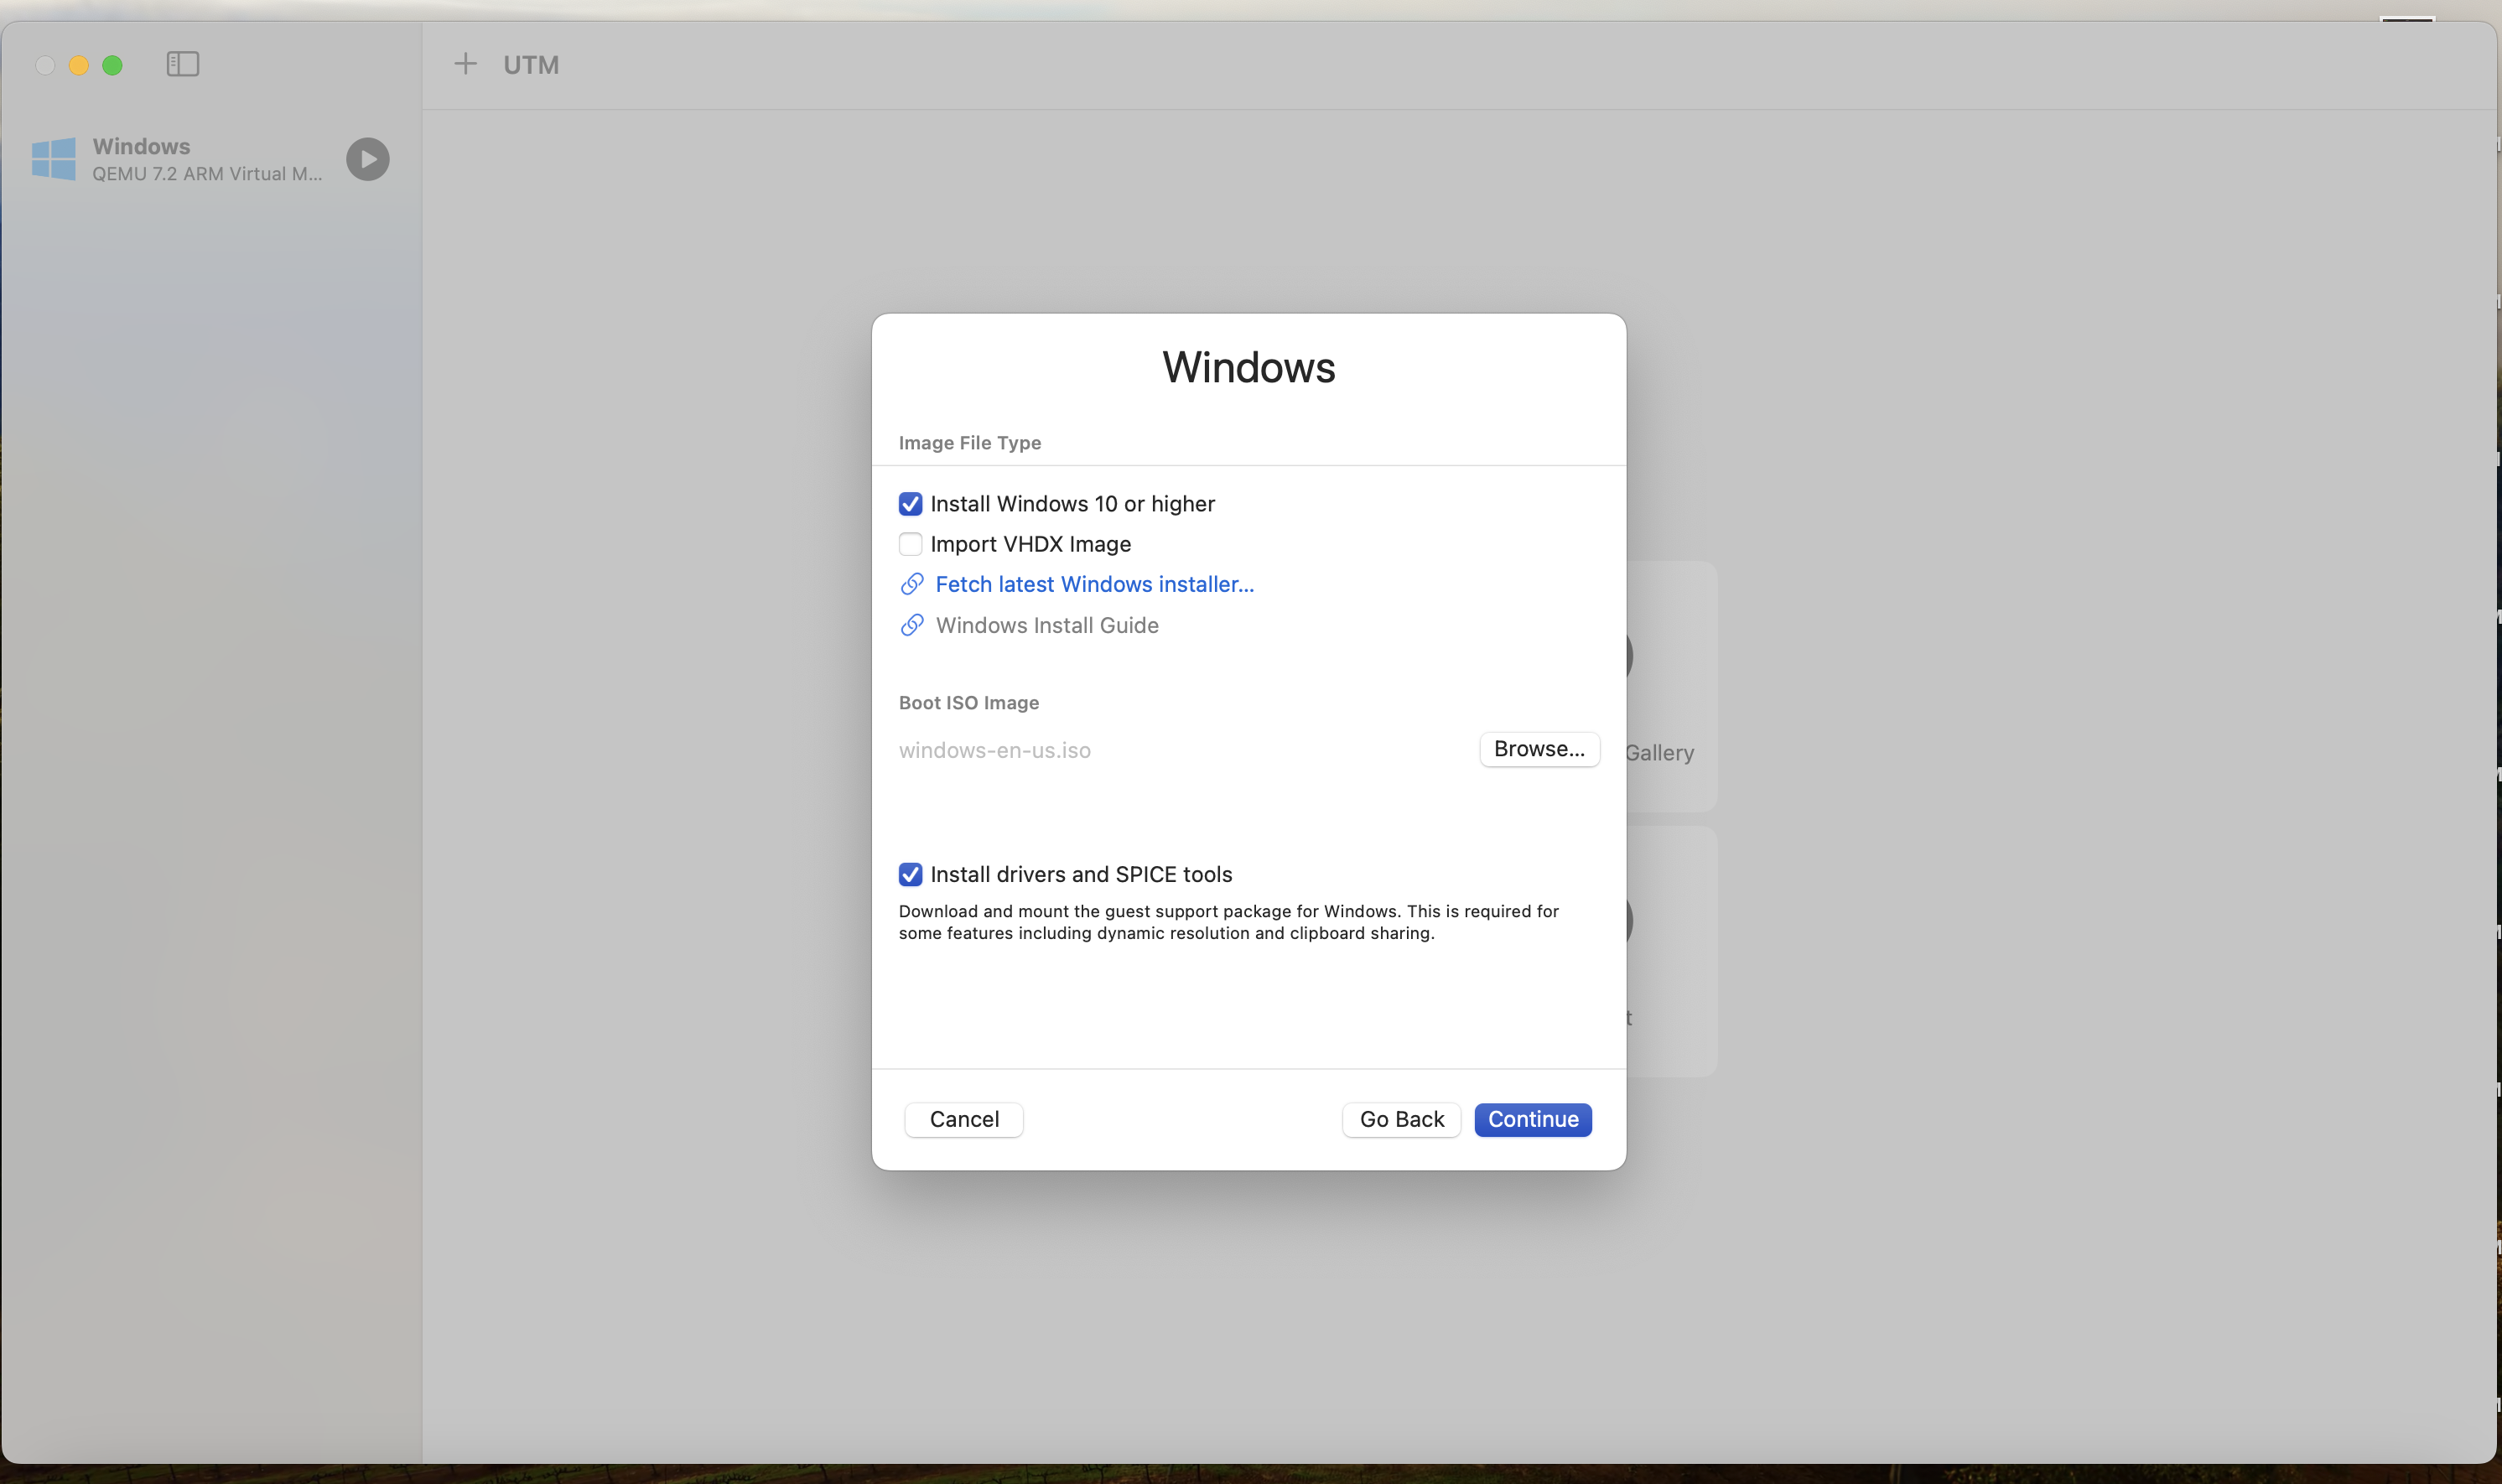 UTM
Windows
QEMU 7.2 ARM Virtual M...
Windows
Image File Type
Install Windows 10 or higher
Import VHDX Image
Fetch latest Windows installer...
Windows Install Guide
Boot ISO Image
windows-en-us.iso
Browse...
Gallery
Install drivers and SPICE tools
Download and mount the guest support package for Windows. This is required for
some features including dynamic resolution and clipboard sharing.
t
Cancel
Go Back
Continue